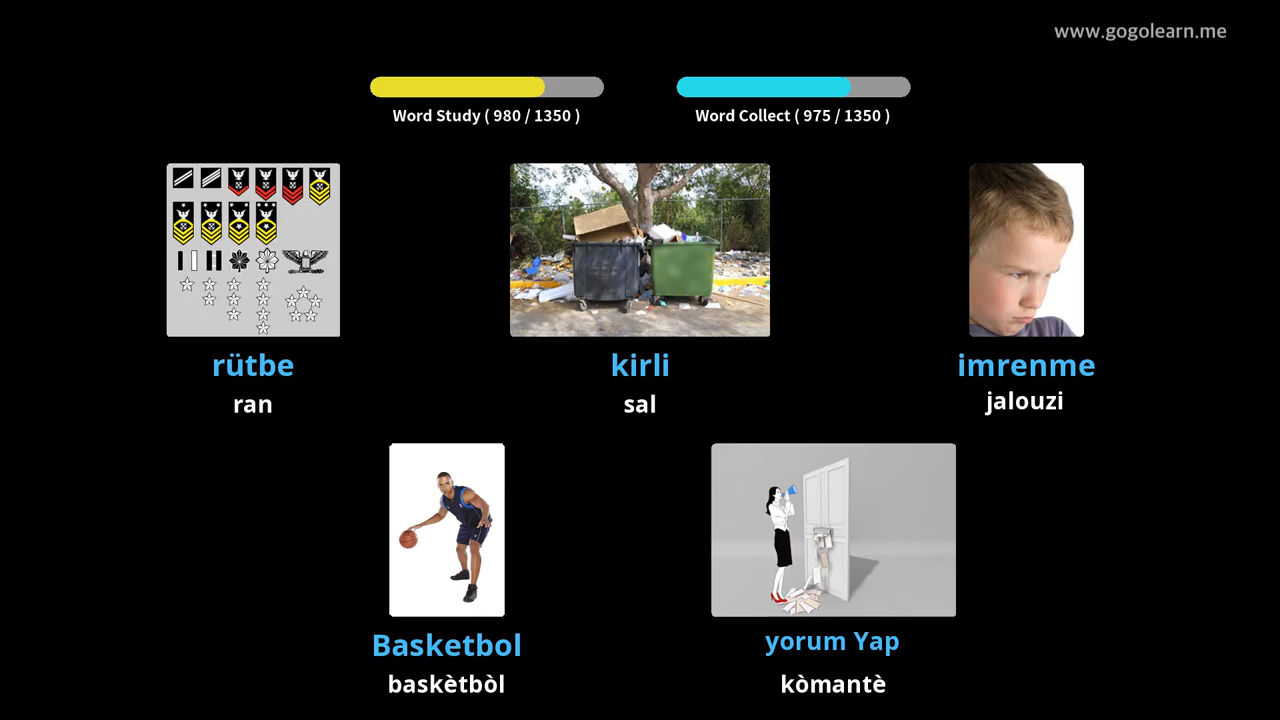 www.gogolearn.me
Word Study ( 980 / 1350 )
Word Collect ( 975 / 1350 )
rütbe
ran
kirli
sal
imrenme
jalouzi
Basketbol
baskètbòl
yorum Yap
kòmantè